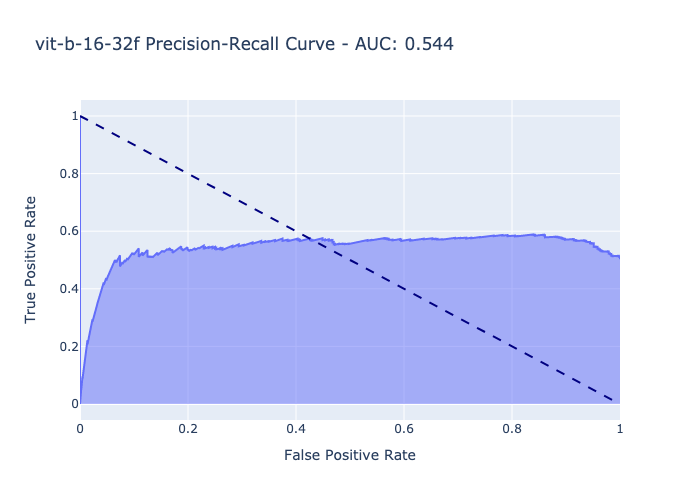 vit-b-16-32f Precision-Recall Curve - AUC: 0.544
1
0.8
0.6
0.4
0.2
0
True Positive Rate
0 0.2 0.4 0.6 0.8 1
False Positive Rate